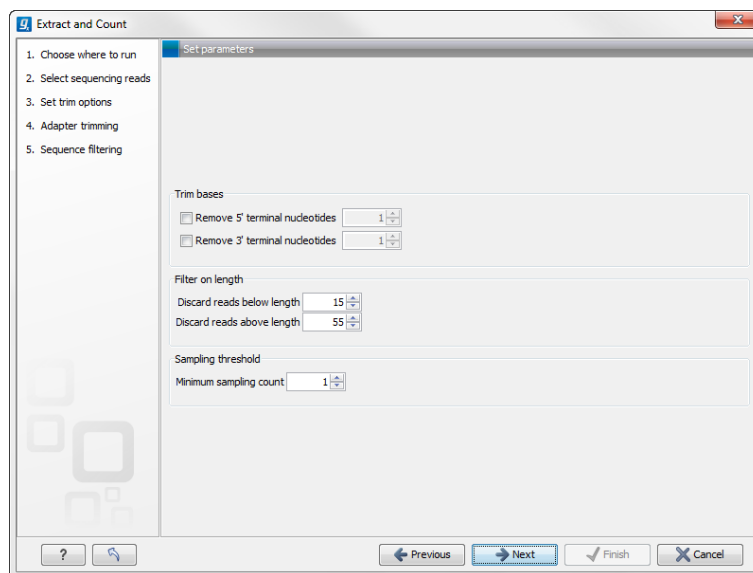 Extract and Count
1. Choose where to run
2. Select sequencing reads
3. Set trim options
4. Adapter trimming
5. Sequence filtering
Set parameters
Trim bases
Remove 5' terminal nucleotides 1
Remove 3' terminal nucleotides 1
Filter on length
Discard reads below length 15
Discard reads above length 55
Sampling threshold
Minimum sampling count 1
? Previous Next Finish Cancel